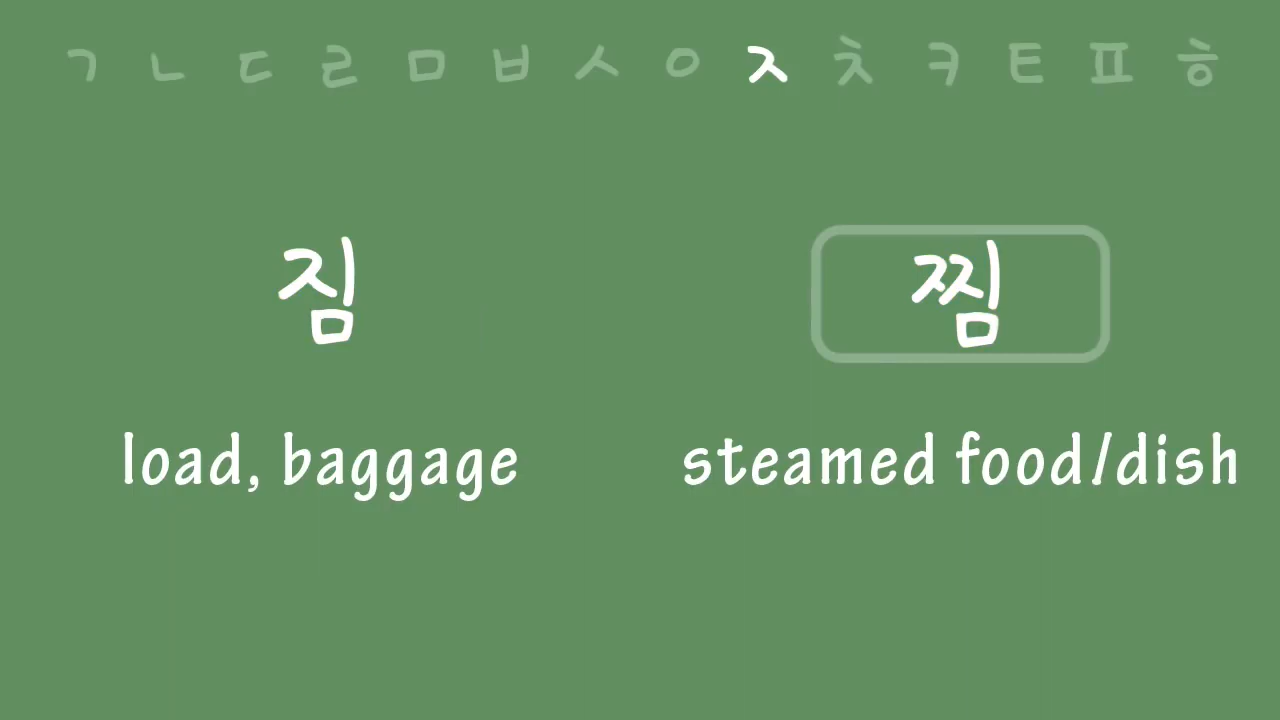 ㄱ ㄴ ㄷ ㄹ ㅁ ㅂ ㅅ ㅇ ㅈ ㅊ ㅋ ㅌ ㅍ ㅎ
짐 찜
load, baggage steamed food/dish